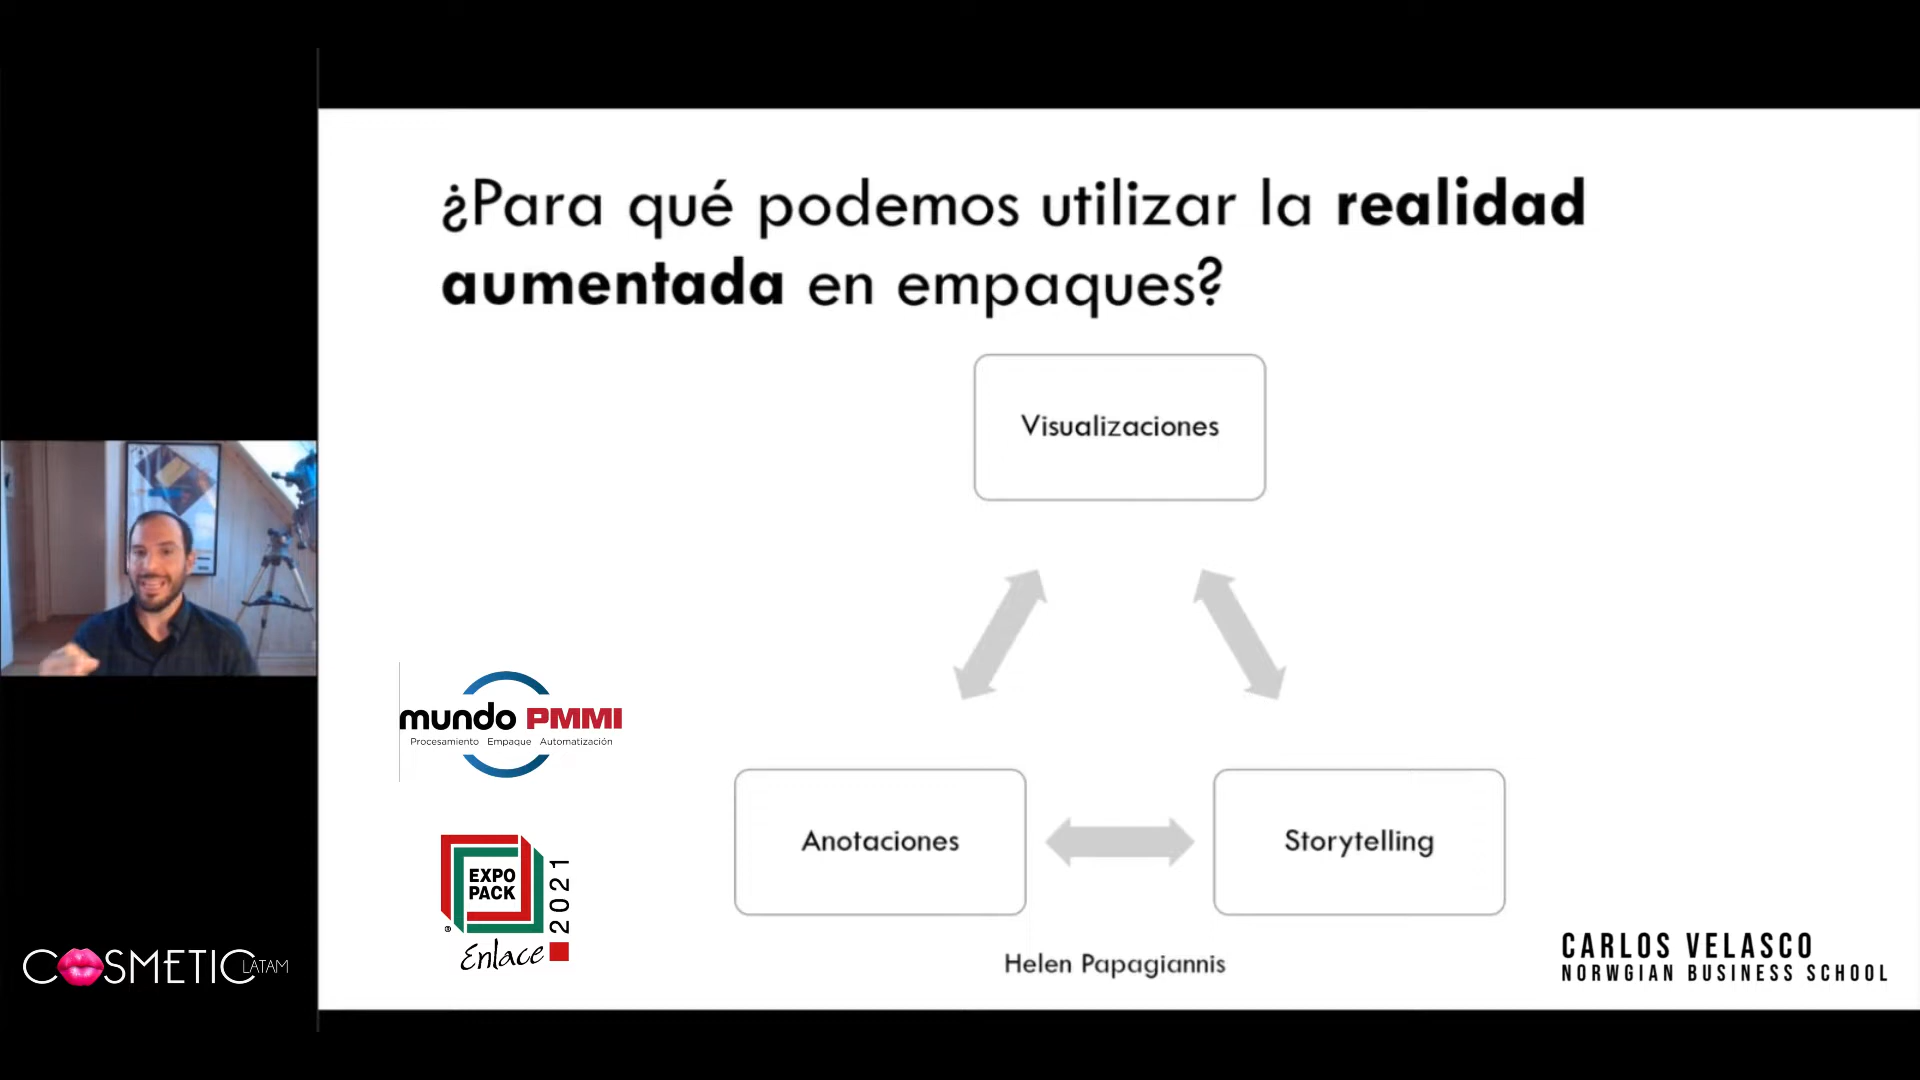 ¿Para qué podemos utilizar la realidad
aumentada en empaques?
Visualizaciones
Anotaciones
Storytelling
Helen Papagiannis
mundo PMMI
Procesamiento Empaque Automatización
EXPO
PACK
®
Enlace
2021
COSMETIC LATAM
CARLOS VELASCO
NORWGIAN BUSINESS SCHOOL